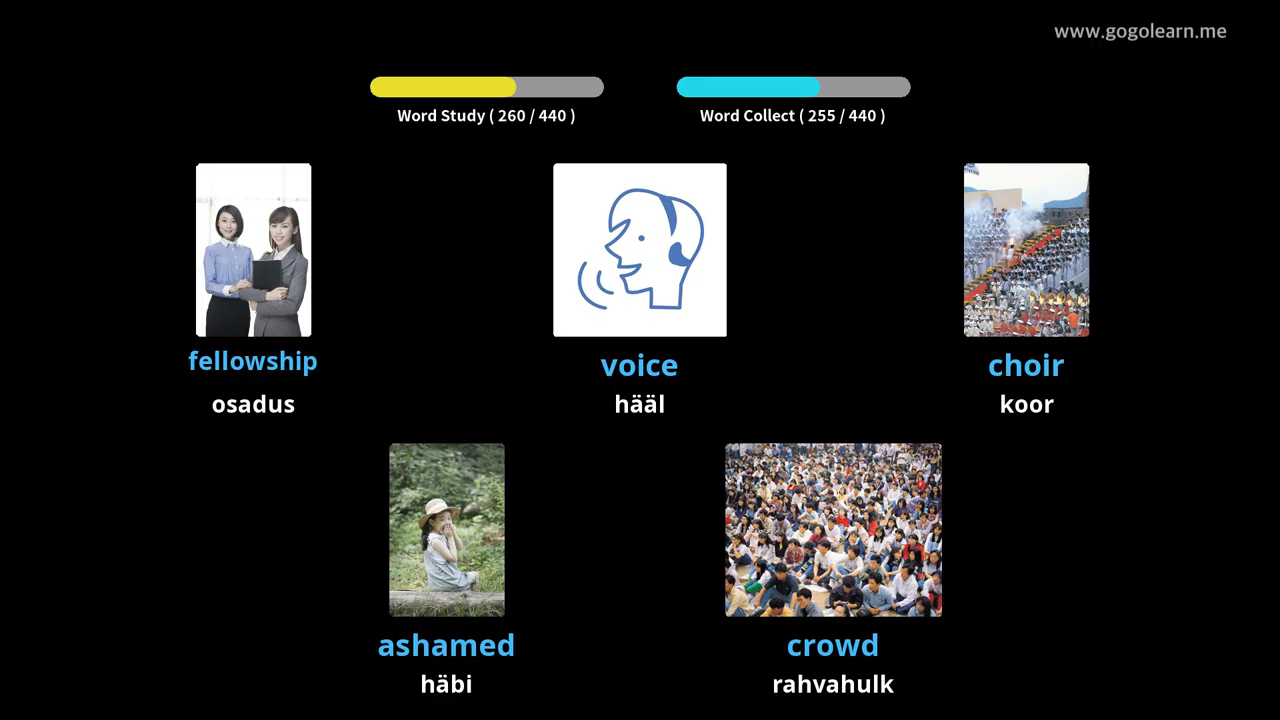 www.gogolearn.me
Word Study ( 260 / 440 )
Word Collect ( 255 / 440 )
fellowship
osadus
voice
hääl
choir
koor
ashamed
häbi
crowd
rahvahulk